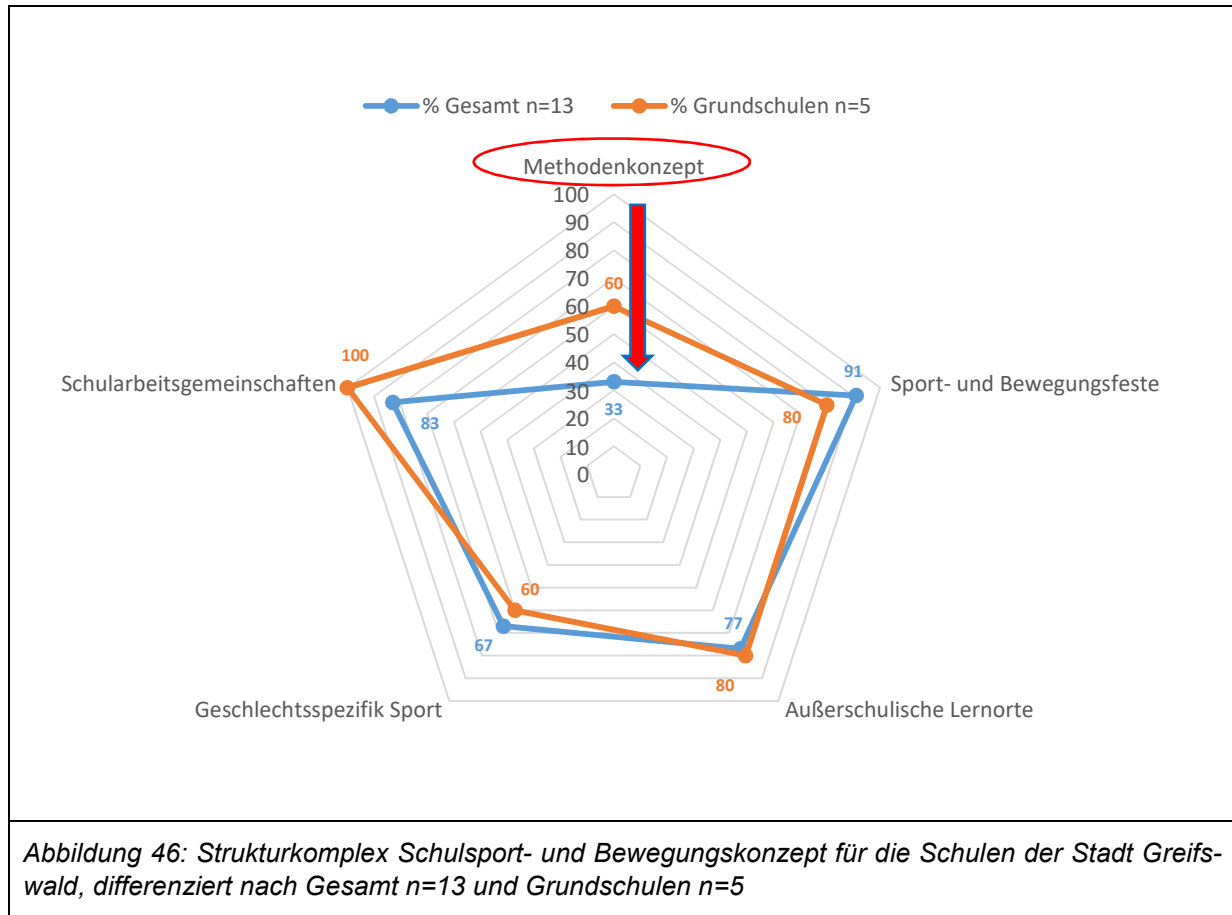 % Gesamt n=13 % Grundschulen n=5
Methodenkonzept
100
90
80
70
60
50
40
30
20
10
0
60
33
Sport- und Bewegungsfeste
91
80
Außerschulische Lernorte
77
80
Geschlechtsspezifik Sport
60
67
Schularbeitsgemeinschaften
100
83
Abbildung 46: Strukturkomplex Schulsport- und Bewegungskonzept für die Schulen der Stadt Greifs-
wald, differenziert nach Gesamt n=13 und Grundschulen n=5